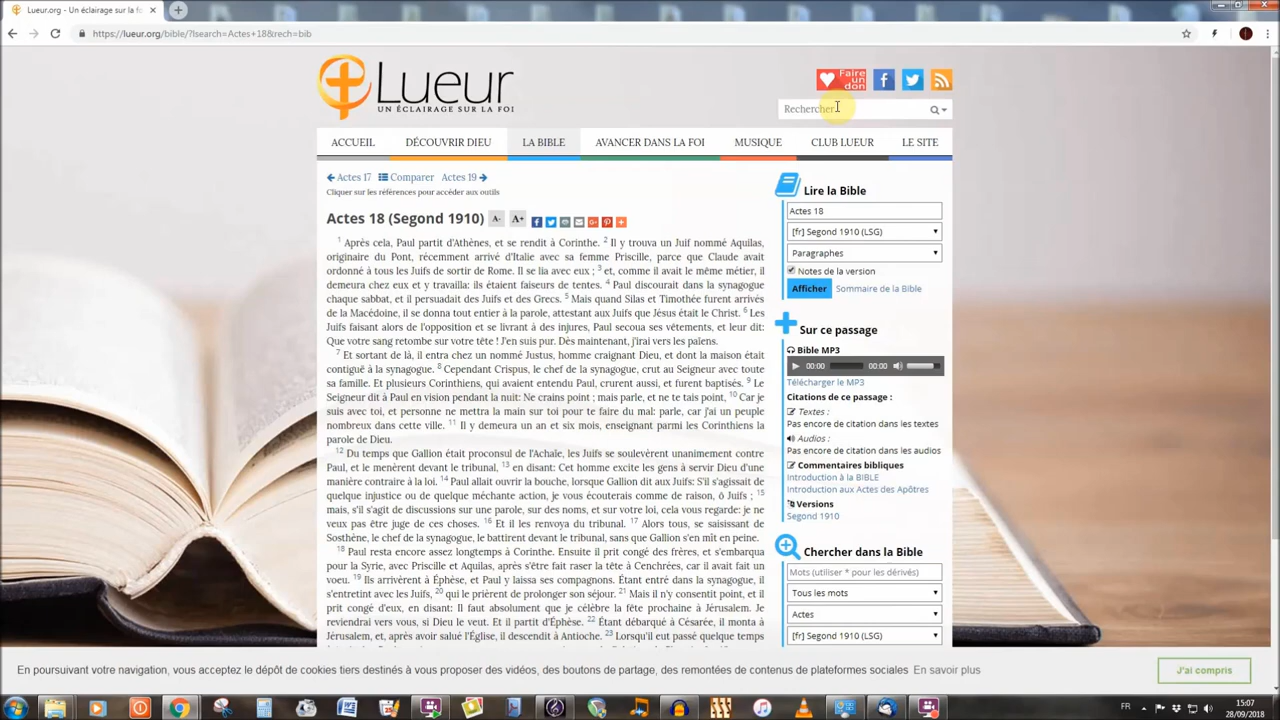 Lueur.org - Un éclairage sur la foi
https://lueur.org/bible/?lsearch=Actes+18&rech=bib
Lueur
UN ÉCLAIRAGE SUR LA FOI
Faire un don
Rechercher
ACCUEIL DÉCOUVRIR DIEU LA BIBLE AVANCER DANS LA FOI MUSIQUE CLUB LUEUR LE SITE
Actes 17 Comparer Actes 19
Cliquer sur les références pour accéder aux outils
Actes 18 (Segond 1910) A- A+
1 Après cela, Paul partit d'Athènes, et se rendit à Corinthe. 2 Il y trouva un Juif nommé Aquilas,
originaire du Pont, récemment arrivé d'Italie avec sa femme Priscille, parce que Claude avait
ordonné à tous les Juifs de sortir de Rome. Il se lia avec eux ; 3 et, comme il avait le même métier, il
demeura chez eux et y travailla: ils étaient faiseurs de tentes. 4 Paul discourait dans la synagogue
chaque sabbat, et il persuadait des Juifs et des Grecs. 5 Mais quand Silas et Timothée furent arrivés
de la Macédoine, il se donna tout entier à la parole, attestant aux Juifs que Jésus était le Christ. 6 Les
Juifs faisant alors de l'opposition et se livrant à des injures, Paul secoua ses vêtements, et leur dit:
Que votre sang retombe sur votre tête ! J'en suis pur. Dès maintenant, j'irai vers les païens.
7 Et sortant de là, il entra chez un nommé Justus, homme craignant Dieu, et dont la maison était
contiguë à la synagogue. 8 Cependant Crispus, le chef de la synagogue, crut au Seigneur avec toute
sa famille. Et plusieurs Corinthiens, qui avaient entendu Paul, crurent aussi, et furent baptisés. 9 Le
Seigneur dit à Paul en vision pendant la nuit: Ne crains point ; mais parle, et ne te tais point, 10 Car je
suis avec toi, et personne ne mettra la main sur toi pour te faire du mal: parle, car j'ai un peuple
nombreux dans cette ville. 11 Il y demeura un an et six mois, enseignant parmi les Corinthiens la
parole de Dieu.
12 Du temps que Gallion était proconsul de l'Achaïe, les Juifs se soulevèrent unanimement contre
Paul, et le menèrent devant le tribunal, 13 en disant: Cet homme excite les gens à servir Dieu d'une
manière contraire à la loi. 14 Paul allait ouvrir la bouche, lorsque Gallion dit aux Juifs: S'il s'agissait de
quelque injustice ou de quelque méchante action, je vous écouterais comme de raison, ô Juifs ; 15
mais, s'il s'agit de discussions sur une parole, sur des noms, et sur votre loi, cela vous regarde: je ne
veux pas être juge de ces choses. 16 Et il les renvoya du tribunal. 17 Alors tous, se saisissant de
Sosthène, le chef de la synagogue, le battirent devant le tribunal, sans que Gallion s'en mît en peine.
18 Paul resta encore assez longtemps à Corinthe. Ensuite il prit congé des frères, et s'embarqua
pour la Syrie, avec Priscille et Aquilas, après s'être fait raser la tête à Cenchrées, car il avait fait un
voeu. 19 Ils arrivèrent à Éphèse, et Paul y laissa ses compagnons. Étant entré dans la synagogue, il
s'entretint avec les Juifs, 20 qui le prièrent de prolonger son séjour. 21 Mais il n'y consentit point, et il
prit congé d'eux, en disant: Il faut absolument que je célèbre la fête prochaine à Jérusalem. Je
reviendrai vers vous, si Dieu le veut. Et il partit d'Éphèse. 22 Étant débarqué à Césarée, il monta à
Jérusalem, et, après avoir salué l'Église, il descendit à Antioche. 23 Lorsqu'il eut passé quelque temps
Lire la Bible
Actes 18
[fr] Segond 1910 (LSG)
Paragraphes
Notes de la version
Afficher Sommaire de la Bible
Sur ce passage
Bible MP3
00:00 00:00
Télécharger le MP3
Citations de ce passage :
Textes :
Pas encore de citation dans les textes
Audios :
Pas encore de citation dans les audios
Commentaires bibliques
Introduction à la BIBLE
Introduction aux Actes des Apôtres
Versions
Segond 1910
Chercher dans la Bible
Mots (utiliser * pour les dérivés)
Tous les mots
Actes
[fr] Segond 1910 (LSG)
En poursuivant votre navigation, vous acceptez le dépôt de cookies tiers destinés à vous proposer des vidéos, des boutons de partage, des remontées de contenus de plateformes sociales En savoir plus
J'ai compris
FR
15:07
28/09/2018